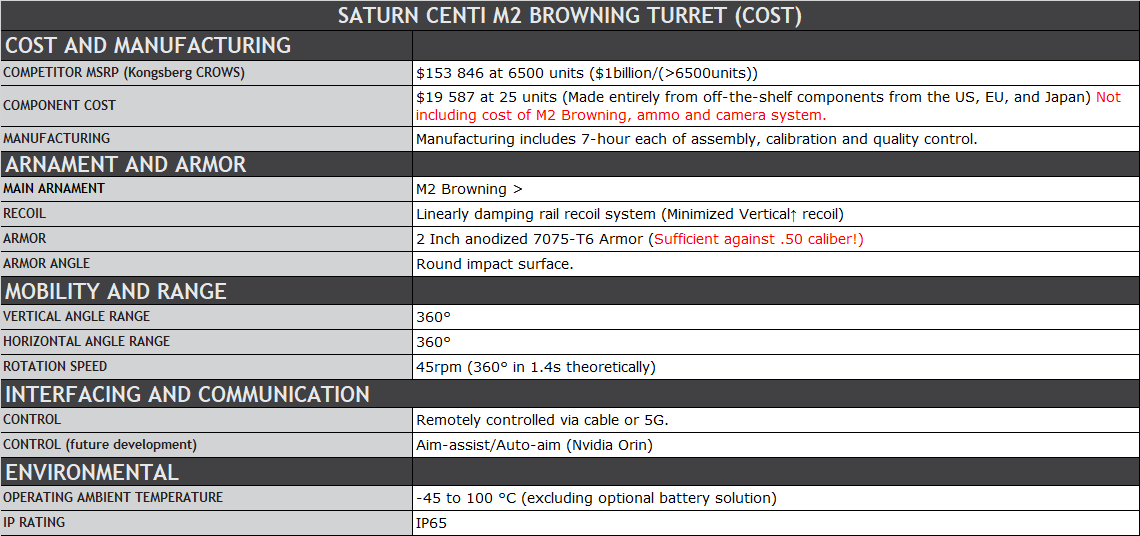 SATURN CENTI M2 BROWNING TURRET (COST)
COST AND MANUFACTURING
COMPETITOR MSRP (Kongsberg CROWS)
$153 846 at 6500 units ($1billion/(>6500units))
COMPONENT COST
$19 587 at 25 units (Made entirely from off-the-shelf components from the US, EU, and Japan) Not
including cost of M2 Browning, ammo and camera system.
MANUFACTURING
Manufacturing includes 7-hour each of assembly, calibration and quality control.
ARNAMENT AND ARMOR
MAIN ARNAMENT
M2 Browning >
RECOIL
Linearly damping rail recoil system (Minimized Vertical↑ recoil)
ARMOR
2 Inch anodized 7075-T6 Armor (Sufficient against .50 caliber!)
ARMOR ANGLE
Round impact surface.
MOBILITY AND RANGE
VERTICAL ANGLE RANGE
360°
HORIZONTAL ANGLE RANGE
360°
ROTATION SPEED
45rpm (360° in 1.4s theoretically)
INTERFACING AND COMMUNICATION
CONTROL
Remotely controlled via cable or 5G.
CONTROL (future development)
Aim-assist/Auto-aim (Nvidia Orin)
ENVIRONMENTAL
OPERATING AMBIENT TEMPERATURE
-45 to 100 °C (excluding optional battery solution)
IP RATING
IP65